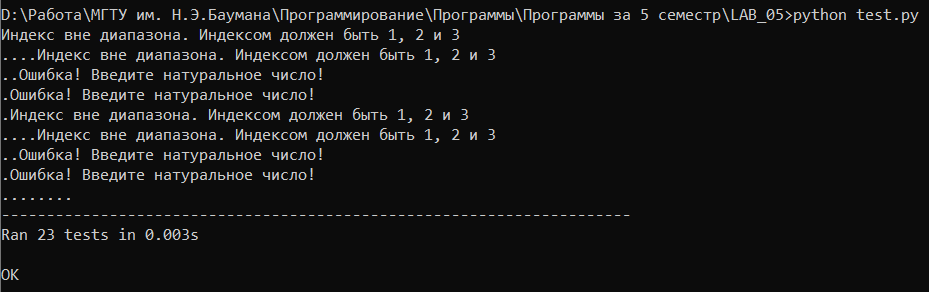 D:\Работа\МГТУ им. Н.Э.Баумана\Программирование\Программы\Программы за 5 семестр\LAB_05>python test.py
Индекс вне диапазона. Индексом должен быть 1, 2 и 3
....Индекс вне диапазона. Индексом должен быть 1, 2 и 3
..Ошибка! Введите натуральное число!
.Ошибка! Введите натуральное число!
.Индекс вне диапазона. Индексом должен быть 1, 2 и 3
....Индекс вне диапазона. Индексом должен быть 1, 2 и 3
..Ошибка! Введите натуральное число!
.Ошибка! Введите натуральное число!
........
----------------------------------------------------------------------
Ran 23 tests in 0.003s
OK